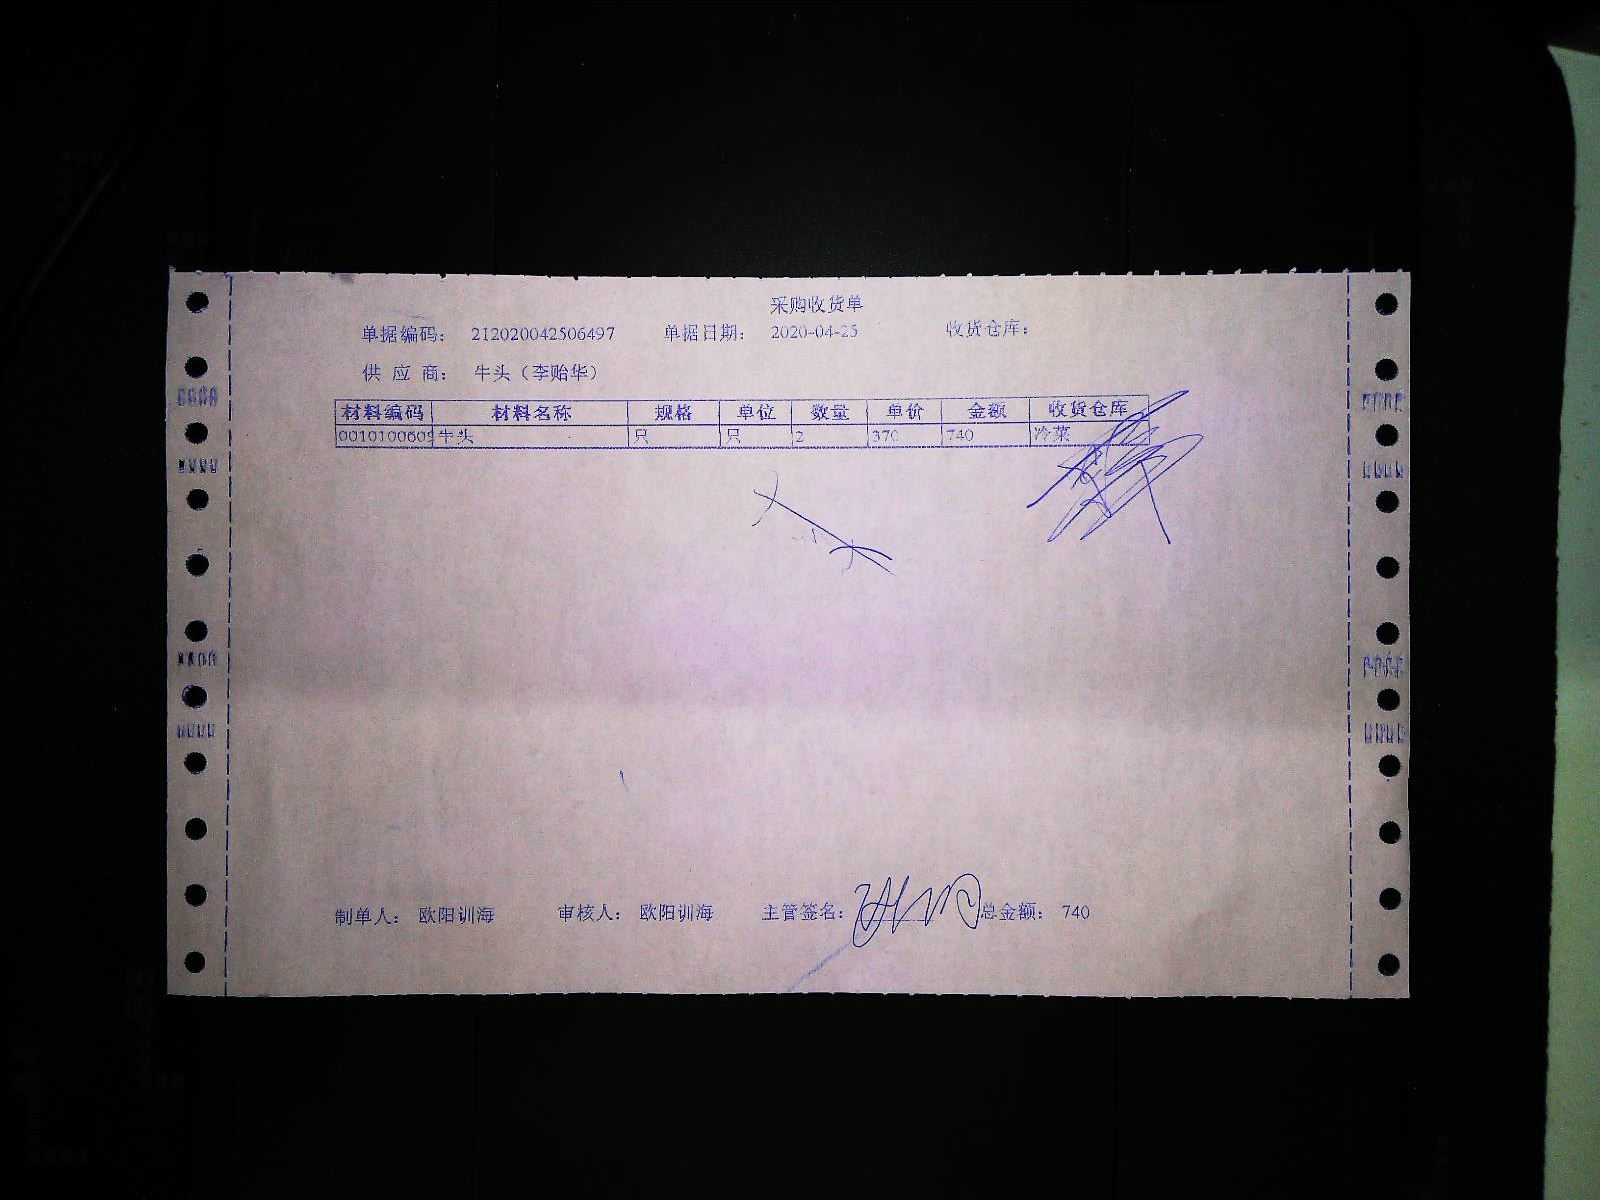 采购收货单
单据编码： 212020042506497 单据日期： 2020-04-25 收货仓库：
供 应 商： 牛头（李贻华）
材料编码 材料名称 规格 单位 数量 单价 金额 收货仓库
0010100609 牛头 只 只 2 370 740 冷菜
制单人： 欧阳训海 审核人： 欧阳训海 主管签名： 总金额： 740